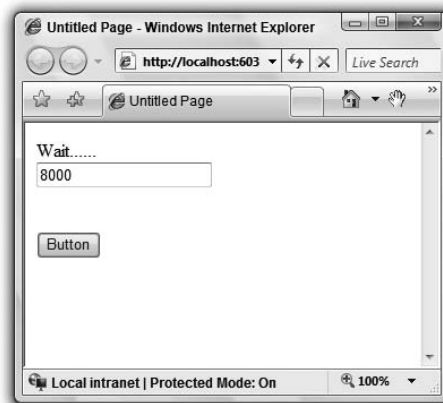 Untitled Page - Windows Internet Explorer
http://localhost:603
Live Search
Untitled Page
Wait......
8000
Button
Local intranet | Protected Mode: On
100%